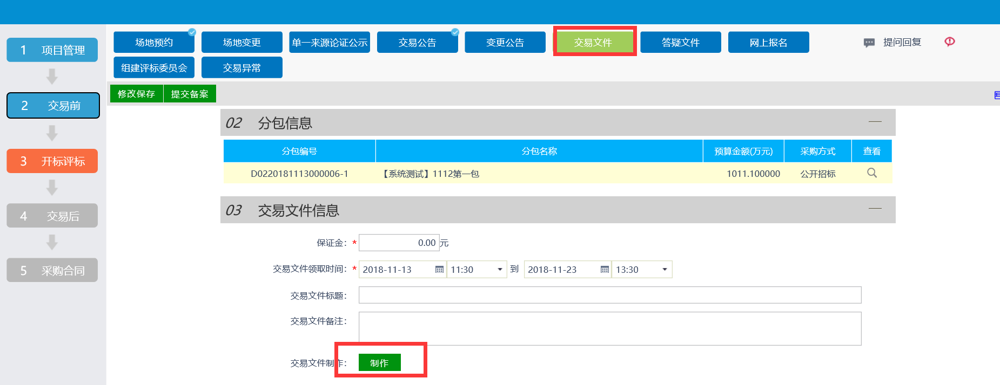 1 项目管理
2 交易前
3 开标评标
4 交易后
5 采购合同
场地预约 场地变更 单一来源论证公示 交易公告 变更公告 交易文件 答疑文件 网上报名 提问回复
组建评标委员会 交易异常
修改保存 提交备案
02 分包信息
分包编号 分包名称 预算金额(万元) 采购方式 查看
D0220181113000006-1 【系统测试】1112第一包 1011.100000 公开招标
03 交易文件信息
保证金：* 0.00 元
交易文件领取时间：* 2018-11-13 11:30 到 2018-11-23 13:30
交易文件标题：
交易文件备注：
交易文件制作： 制作